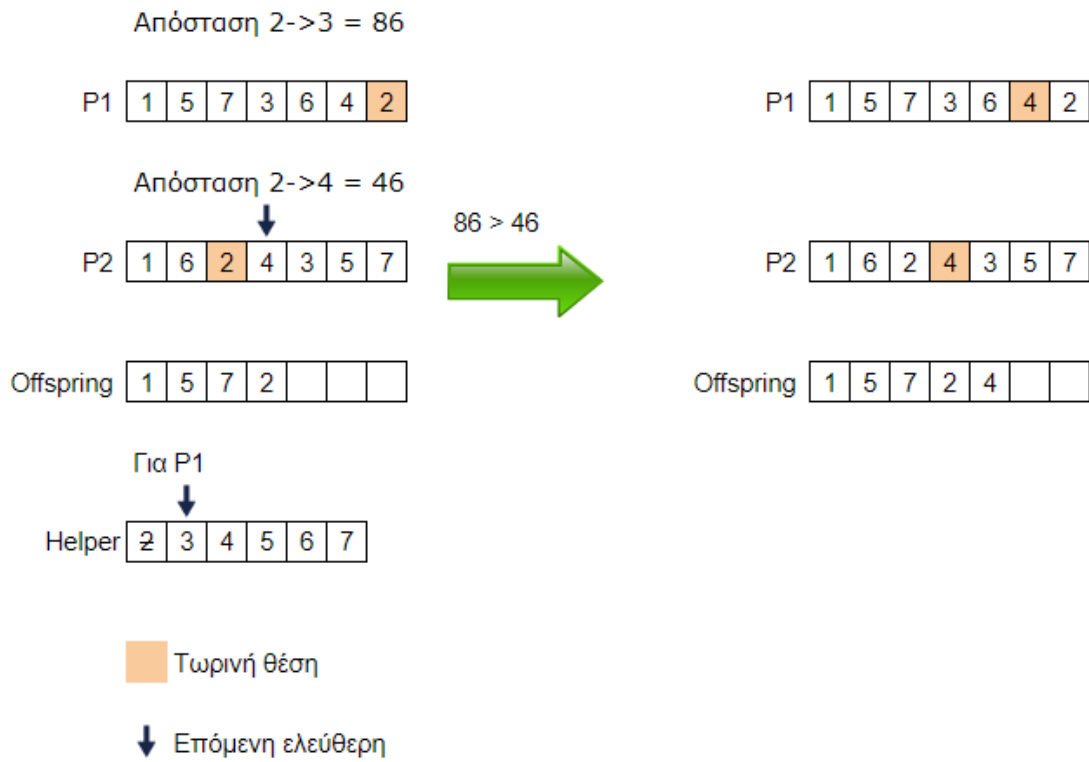 Απόσταση 2->3 = 86
P1 1 5 7 3 6 4 2
P1 1 5 7 3 6 4 2
Απόσταση 2->4 = 46
86 > 46
P2 1 6 2 4 3 5 7
P2 1 6 2 4 3 5 7
Offspring 1 5 7 2
Offspring 1 5 7 2 4
Για P1
Helper 2 3 4 5 6 7
Τωρινή θέση
Επόμενη ελεύθερη